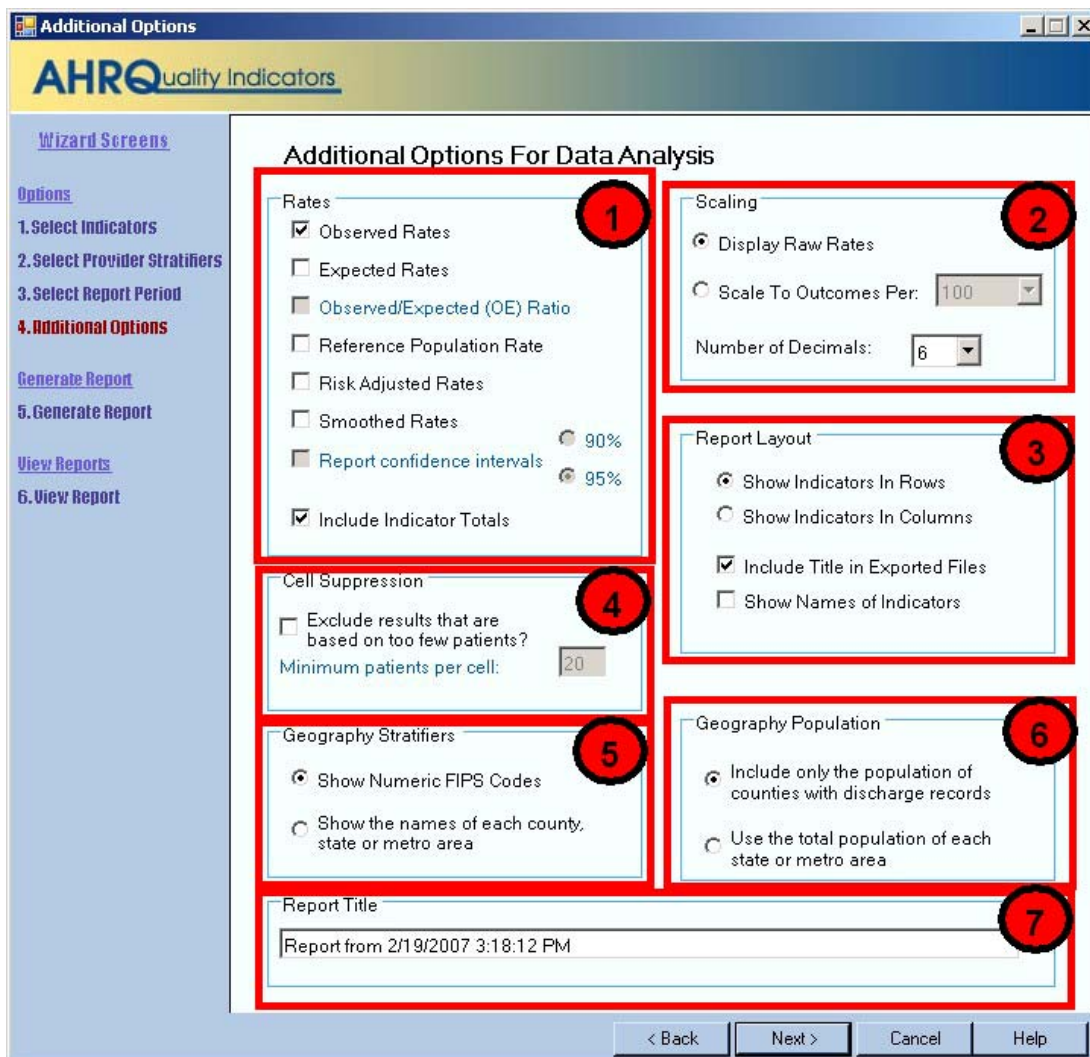 Additional Options
AHRQuality Indicators
Wizard Screens
Options
1.Select Indicators
2.Select Provider Stratifiers
3.Select Report Period
4.Additional Options
Generate Report
5.Generate Report
View Reports
6.View Report
Additional Options For Data Analysis
Rates
1
Observed Rates
Expected Rates
Observed/Expected (OE) Ratio
Reference Population Rate
Risk Adjusted Rates
Smoothed Rates
90%
Report confidence intervals
95%
Include Indicator Totals
Scaling
2
Display Raw Rates
Scale To Outcomes Per: 100
Number of Decimals: 6
Report Layout
3
Show Indicators In Rows
Show Indicators In Columns
Include Title in Exported Files
Show Names of Indicators
Cell Suppression
4
Exclude results that are
based on too few patients?
Minimum patients per cell: 20
Geography Stratifiers
5
Show Numeric FIPS Codes
Show the names of each county,
state or metro area
Geography Population
6
Include only the population of
counties with discharge records
Use the total population of each
state or metro area
Report Title
7
Report from 2/19/2007 3:18:12 PM
< Back
Next >
Cancel
Help